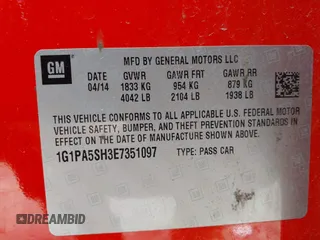 GM
MFD BY GENERAL MOTORS LLC
DATE GVWR GAWR FRT GAWR RR
04/14 1833 KG 954 KG 879 KG
4042 LB 2104 LB 1938 LB
THIS VEHICLE CONFORMS TO ALL APPLICABLE U.S. FEDERAL MOTOR
VEHICLE SAFETY, BUMPER, AND THEFT PREVENTION STANDARDS IN
EFFECT ON THE DATE OF MANUFACTURE SHOWN ABOVE.
1G1PA5SH3E7351097 TYPE: PASS CAR
DREAMBID